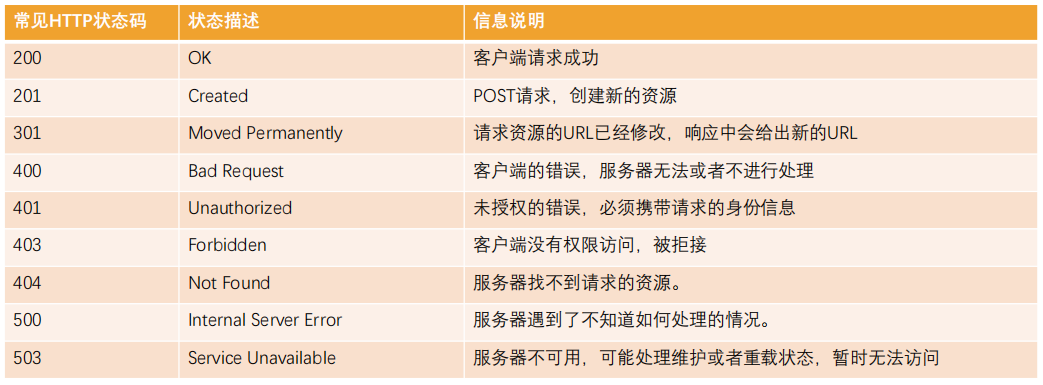 常见HTTP状态码 状态描述 信息说明
200 OK 客户端请求成功
201 Created POST请求，创建新的资源
301 Moved Permanently 请求资源的URL已经修改，响应中会给出新的URL
400 Bad Request 客户端的错误，服务器无法或者不进行处理
401 Unauthorized 未授权的错误，必须携带请求的身份信息
403 Forbidden 客户端没有权限访问，被拒接
404 Not Found 服务器找不到请求的资源。
500 Internal Server Error 服务器遇到了不知道如何处理的情况。
503 Service Unavailable 服务器不可用，可能处理维护或者重载状态，暂时无法访问